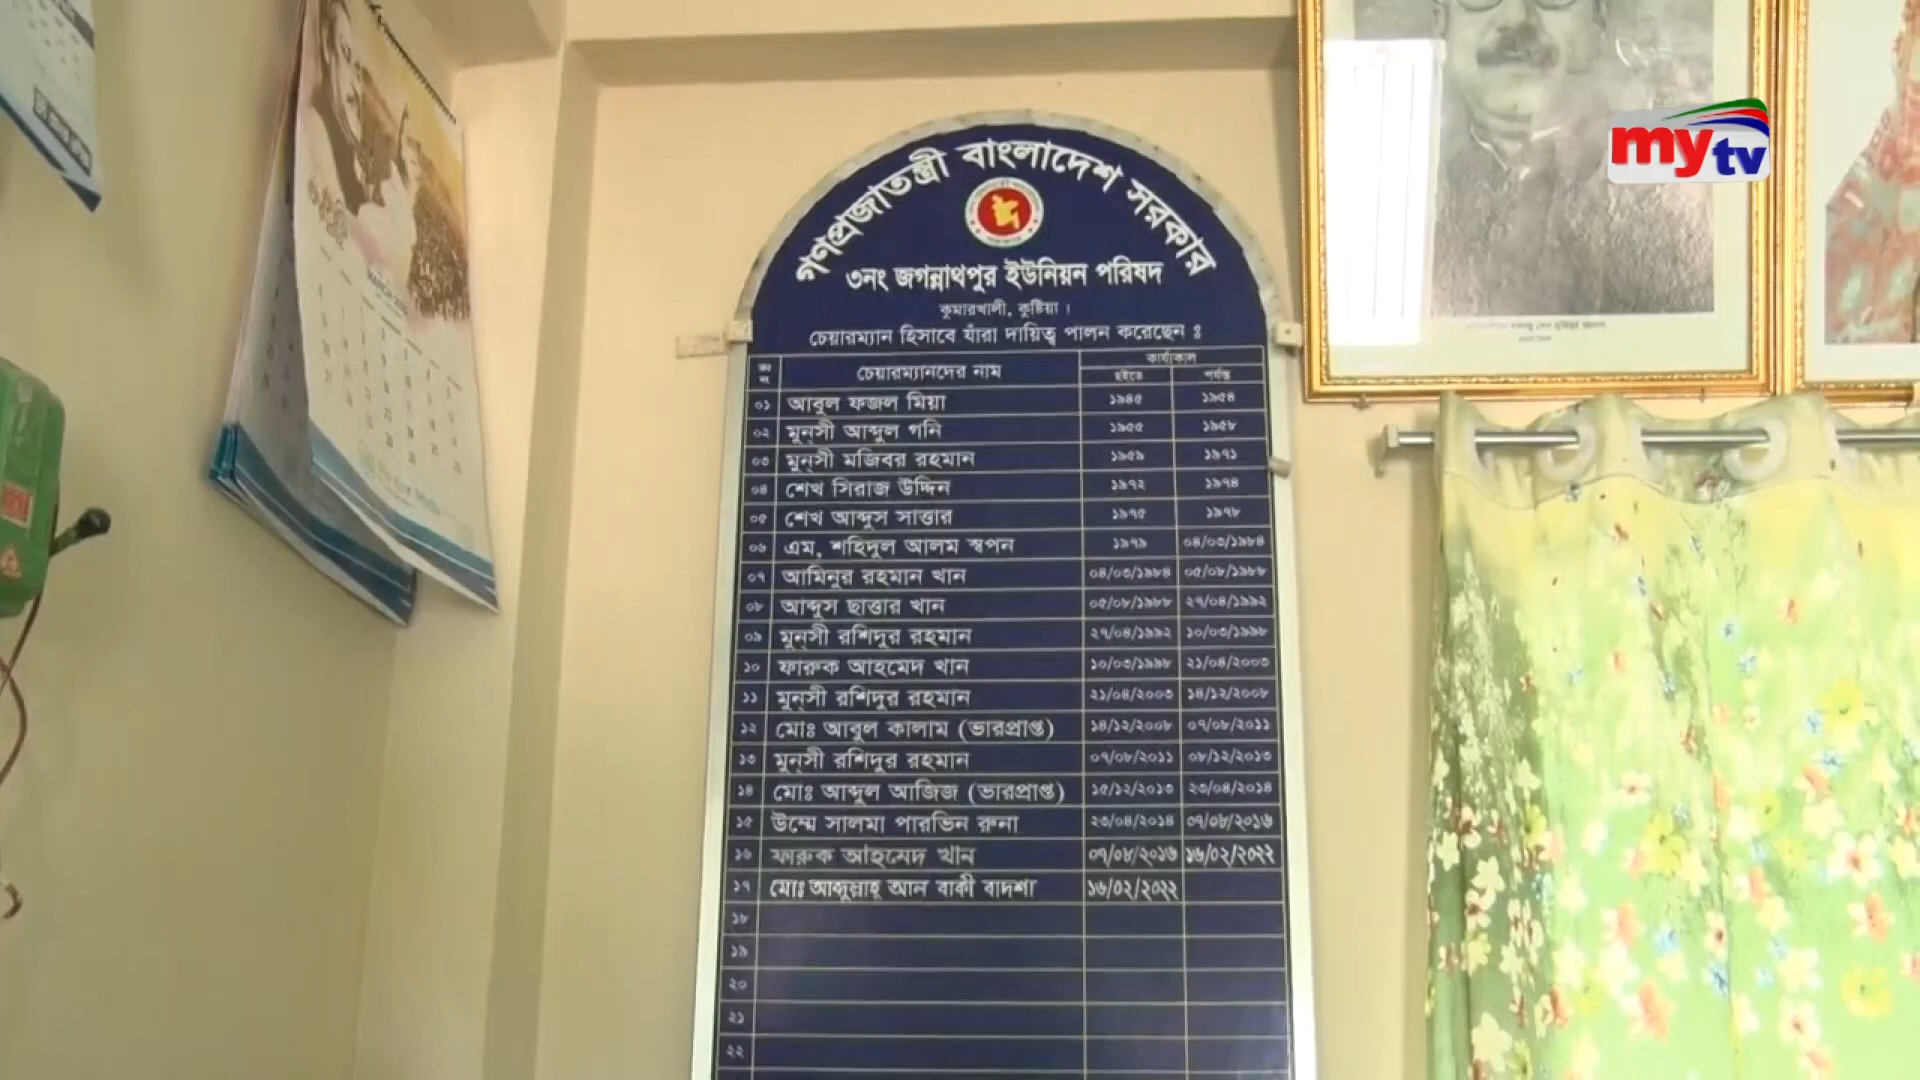 my tv
গণপ্রজাতন্ত্রী বাংলাদেশ সরকার
৩নং জগন্নাথপুর ইউনিয়ন পরিষদ
কুমারখালী, কুষ্টিয়া।
চেয়ারম্যান হিসাবে যাঁরা দায়িত্ব পালন করেছেন ঃ
ক্রঃ নং চেয়ারম্যানদের নাম কার্য্যকাল
হইতে পর্যন্ত
০১ আবুল ফজল মিয়া ১৯৪৫ ১৯৫৪
০২ মুনসী আব্দুল গনি ১৯৫৫ ১৯৫৮
০৩ মুনসী মজিবর রহমান ১৯৫৯ ১৯৭১
০৪ শেখ সিরাজ উদ্দিন ১৯৭২ ১৯৭৪
০৫ শেখ আব্দুস সাত্তার ১৯৭৫ ১৯৭৮
০৬ এম, শহিদুল আলম স্বপন ১৯৭৯ ০৪/০৩/১৯৮৪
০৭ আমিনুর রহমান খান ০৪/০৩/১৯৮৪ ০৫/০৮/১৯৮৮
০৮ আব্দুস ছাত্তার খান ০৫/০৮/১৯৮৮ ২৭/০৪/১৯৯২
০৯ মুনসী রশিদুর রহমান ২৭/০৪/১৯৯২ ১০/০৩/১৯৯৮
১০ ফারুক আহমেদ খান ১০/০৩/১৯৯৮ ২১/০৪/২০০৩
১১ মুনসী রশিদুর রহমান ২১/০৪/২০০৩ ১৪/১২/২০০৮
১২ মোঃ আবুল কালাম (ভারপ্রাপ্ত) ১৪/১২/২০০৮ ০৭/০৮/২০১১
১৩ মুনসী রশিদুর রহমান ০৭/০৮/২০১১ ০৮/১২/২০১৩
১৪ মোঃ আব্দুল আজিজ (ভারপ্রাপ্ত) ১৫/১২/২০১৩ ২৩/০৪/২০১৪
১৫ উম্মে সালমা পারভিন রুনা ২৩/০৪/২০১৪ ০৭/০৮/২০১৬
১৬ ফারুক আহমেদ খান ০৭/০৮/২০১৬ ১৬/০২/২০২২
১৭ মোঃ আব্দুল্লাহ আল বাকী বাদশা ১৬/০২/২০২২
১৮
১৯
২০
২১
২২